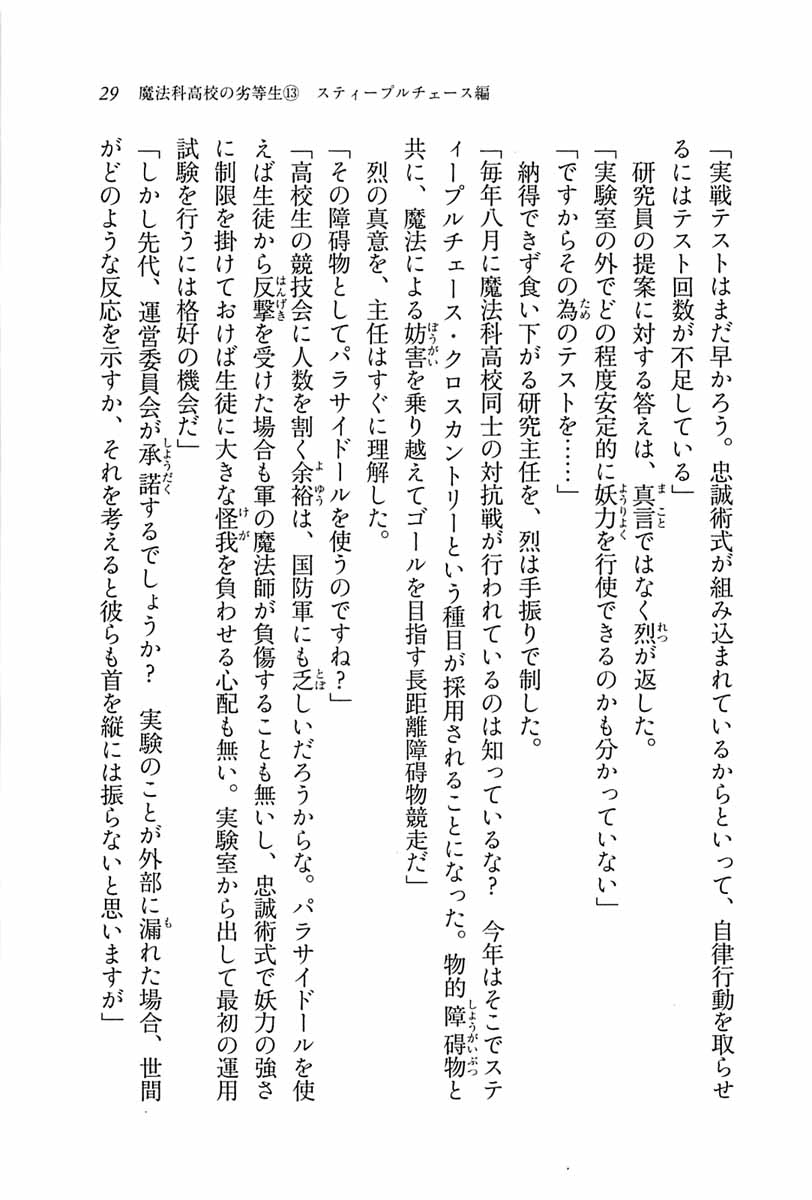 29 魔法科高校の劣等生⑬ スティープルチェース編
「実戦テストはまだ早かろう。忠誠術式が組み込まれているからといって、自律行動を取らせ
るにはテスト回数が不足している」
研究員の提案に対する答えは、真言ではなく烈が返した。
「実験室の外でどの程度安定的に妖力を行使できるのかも分かっていない」
「ですからその為のテストを……」
納得できず食い下がる研究主任を、烈は手振りで制した。
「毎年八月に魔法科高校同士の対抗戦が行われているのは知っているな? 今年はそこでステ
ィープルチェース・クロスカントリーという種目が採用されることになった。物的障碍物と
共に、魔法による妨害を乗り越えてゴールを目指す長距離障碍物競走だ」
烈の真意を、主任はすぐに理解した。
「その障碍物としてパラサイドールを使うのですね?」
「高校生の競技会に人数を割く余裕は、国防軍にも乏しいだろうからな。パラサイドールを使
えば生徒から反撃を受けた場合も軍の魔法師が負傷することも無いし、忠誠術式で妖力の強さ
に制限を掛けておけば生徒に大きな怪我を負わせる心配も無い。実験室から出して最初の運用
試験を行うには格好の機会だ」
「しかし先代、運営委員会が承諾するでしょうか? 実験のことが外部に漏れた場合、世間
がどのような反応を示すか、それを考えると彼らも首を縦には振らないと思いますが」